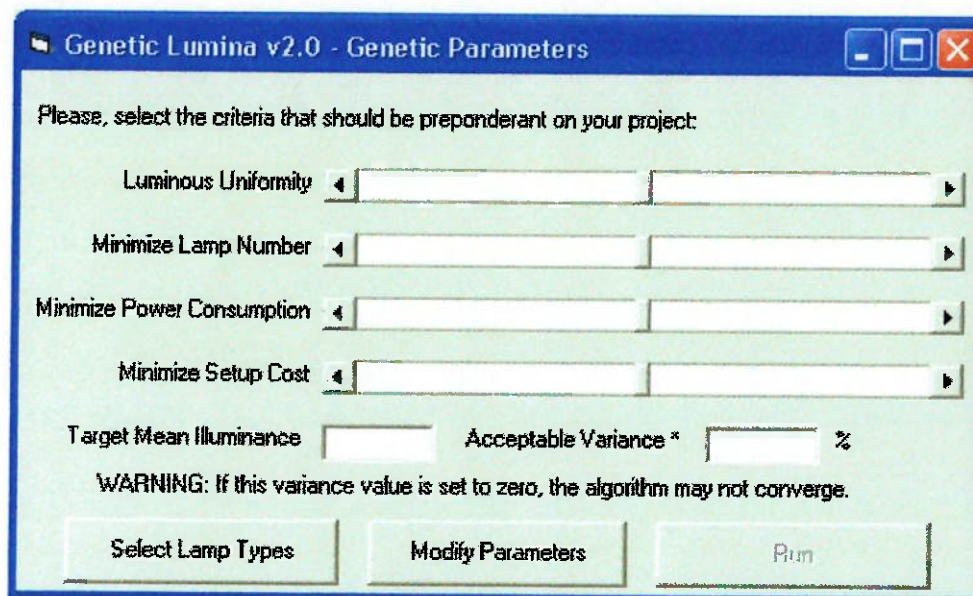 Genetic Lumina v2.0 - Genetic Parameters
Please, select the criteria that should be preponderant on your project:
Luminous Uniformity
Minimize Lamp Number
Minimize Power Consumption
Minimize Setup Cost
Target Mean Illuminance Acceptable Variance * %
WARNING: If this variance value is set to zero, the algorithm may not converge.
Select Lamp Types Modify Parameters Run